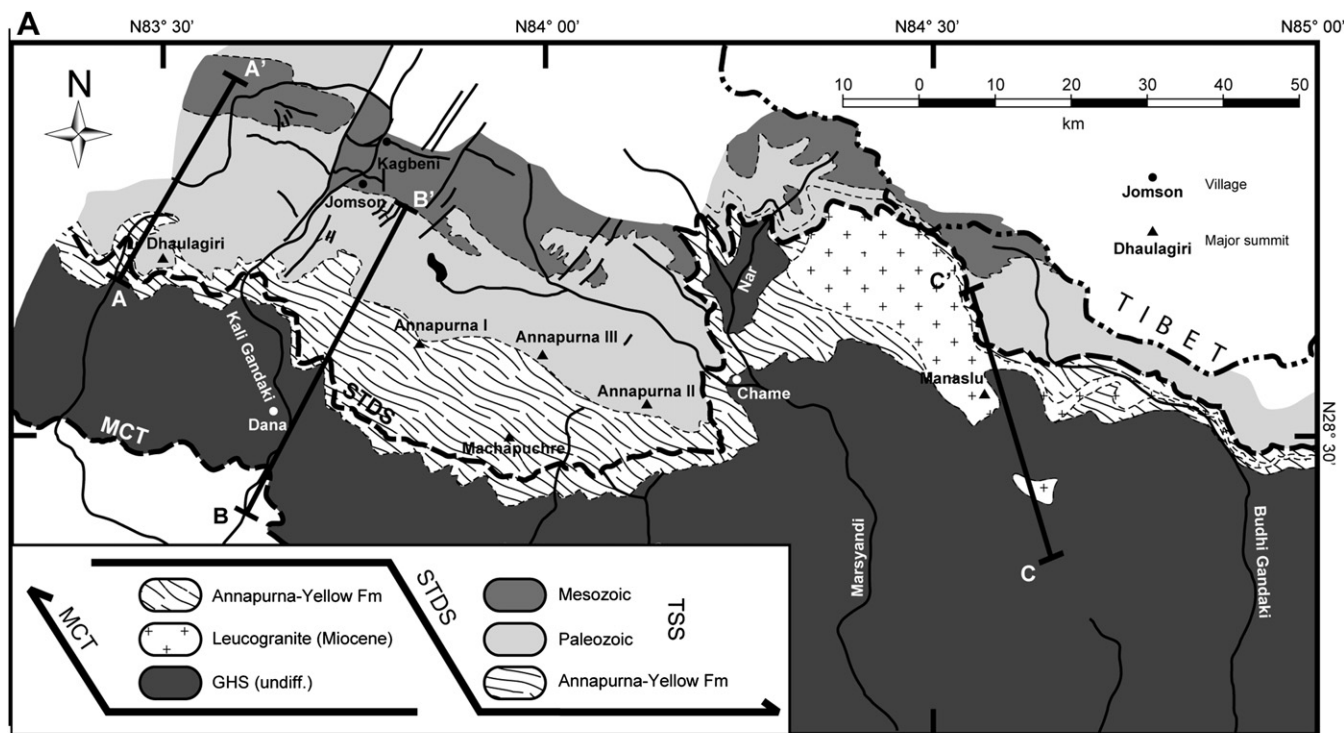 A
N83° 30'
N84° 00'
N84° 30'
N85° 00'
N
10 0 10 20 30 40 50
km
A'
Kagbeni
Jomson
B'
Jomson Village
Dhaulagiri
Dhaulagiri Major summit
A
Nar
C'
TIBET
Kali Gandaki
Annapurna I
Annapurna III
Annapurna II
Chame
Manaslu
Dana
STDS
MCT
Machapuchre
N28° 30'
B
Marsyandi
C
Budhi Gandaki
MCT
Annapurna-Yellow Fm
Leucogranite (Miocene)
GHS (undiff.)
STDS
Mesozoic
Paleozoic
Annapurna-Yellow Fm
TSS